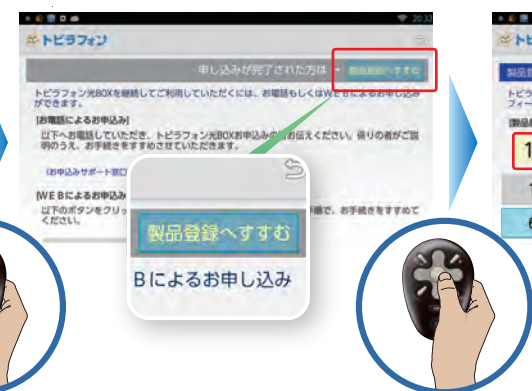 20:32
トビラフォン
申し込みが完了された方は
製品登録へすすむ
トビラフォン光BOXを継続してご利用していただくには、お電話もしくはWEBによるお申し込み
ができます。
[お電話によるお申込み]
以下へお電話していただき、トビラフォン光BOXお申込みの お伝えください。係りの者がご説
明のうえ、お手続きをすすめさせていただきます。
(お申込みサポート窓口
[WEBによるお申込み
以下のボタンをクリッ 手順で、お手続きをすすめて
ください。
製品登録へすすむ
Bによるお申し込み
トビ
製品登
トビラ
フィー
[製品
1
1
6